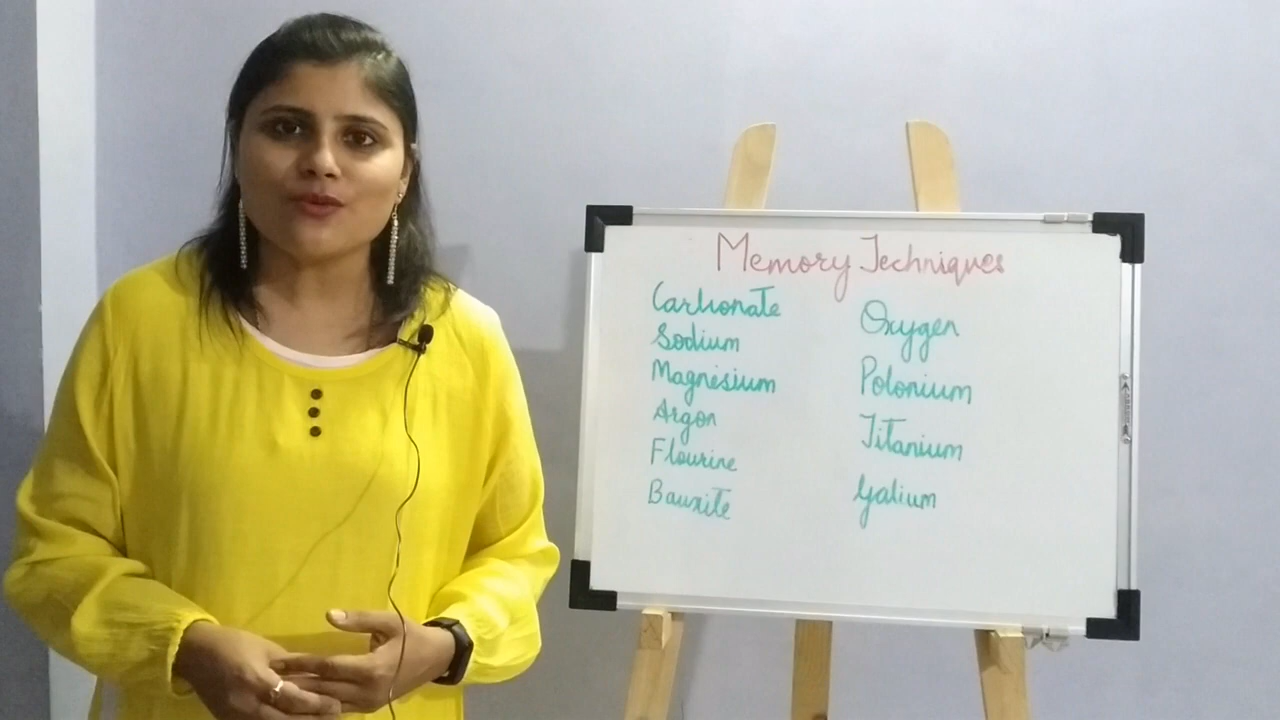 Memory Techniques
Carbonate
Sodium
Magnesium
Argon
Flourine
Bauxite
Oxygen
Polonium
Titanium
Galium